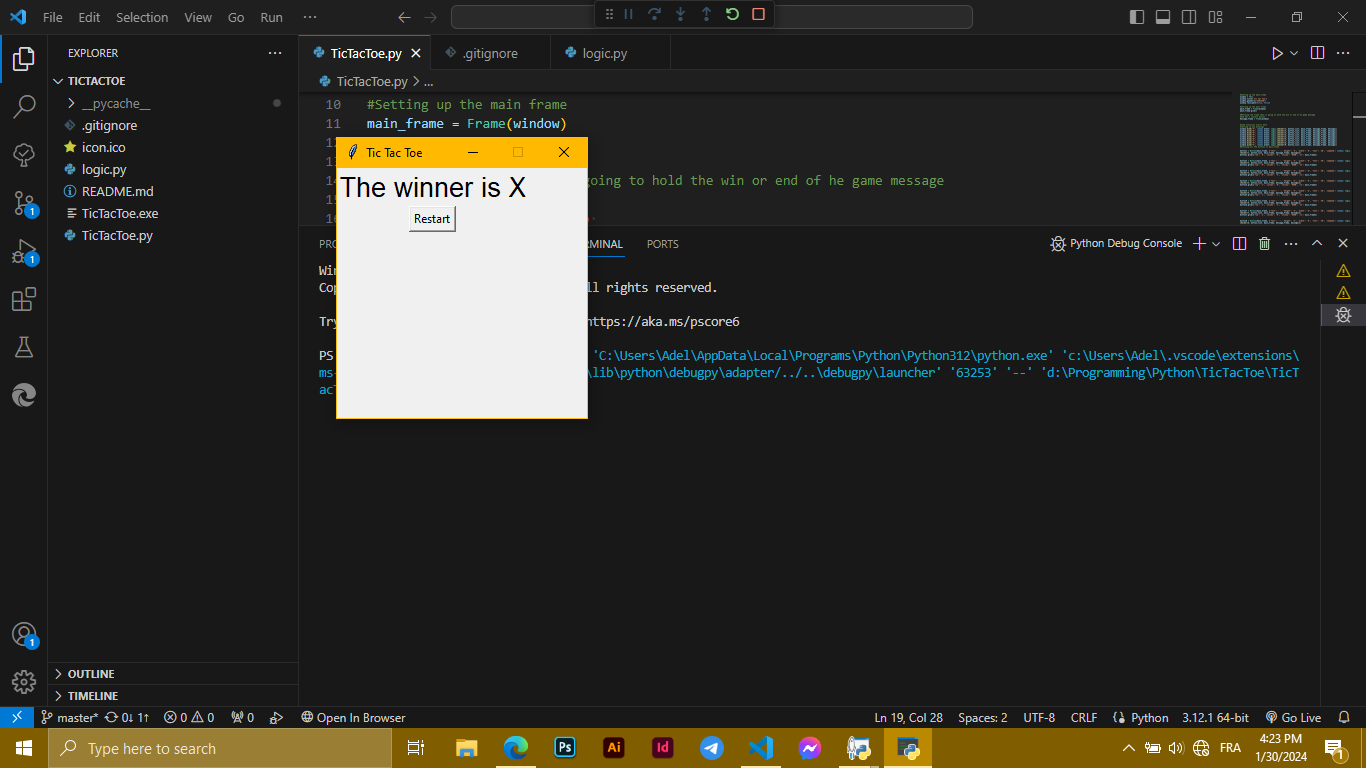 File Edit Selection View Go Run ···
EXPLORER ···
TICTACTOE
__pycache__
.gitignore
icon.ico
logic.py
README.md
TicTacToe.exe
TicTacToe.py
OUTLINE
TIMELINE
TicTacToe.py .gitignore logic.py
TicTacToe.py > ...
10 #Setting up the main frame
11 main_frame = Frame(window)
14 going to hold the win or end of he game message
Tic Tac Toe
The winner is X
Restart
PORTS
Python Debug Console
ll rights reserved.
https://aka.ms/pscore6
PS 'C:\Users\Adel\AppData\Local\Programs\Python\Python312\python.exe' 'c:\Users\Adel\.vscode\extensions\
ms- \lib\python\debugpy\adapter/../..\debugpy\launcher' '63253' '--' 'd:\Programming\Python\TicTacToe\TicT
1
1
1
master* 0↓ 1↑ 0 0 0 Open In Browser Ln 19, Col 28 Spaces: 2 UTF-8 CRLF Python 3.12.1 64-bit Go Live
Type here to search
Ps Ai Id
FRA
4:23 PM
1/30/2024
1